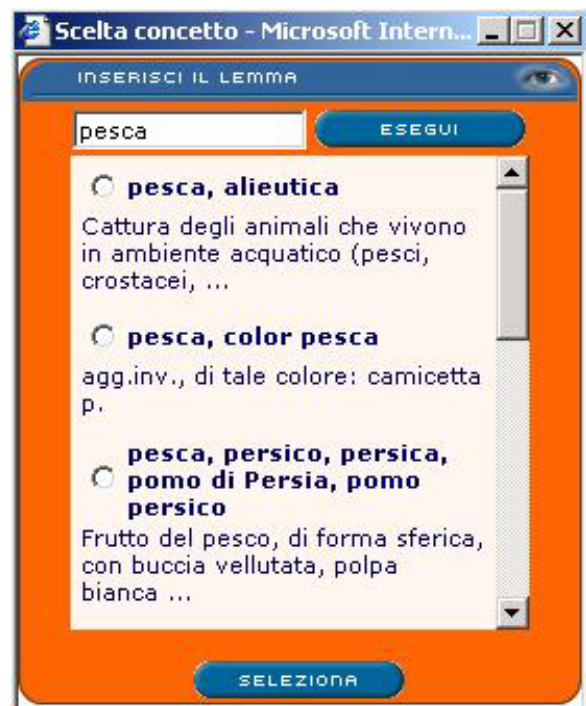 Scelta concetto - Microsoft Intern...
INSERISCI IL LEMMA
pesca
ESEGUI
pesca, alieutica
Cattura degli animali che vivono
in ambiente acquatico (pesci,
crostacei, ...
pesca, color pesca
agg.inv., di tale colore: camicetta
p.
pesca, persico, persica,
pomo di Persia, pomo
persico
Frutto del pesco, di forma sferica,
con buccia vellutata, polpa
bianca ...
SELEZIONA